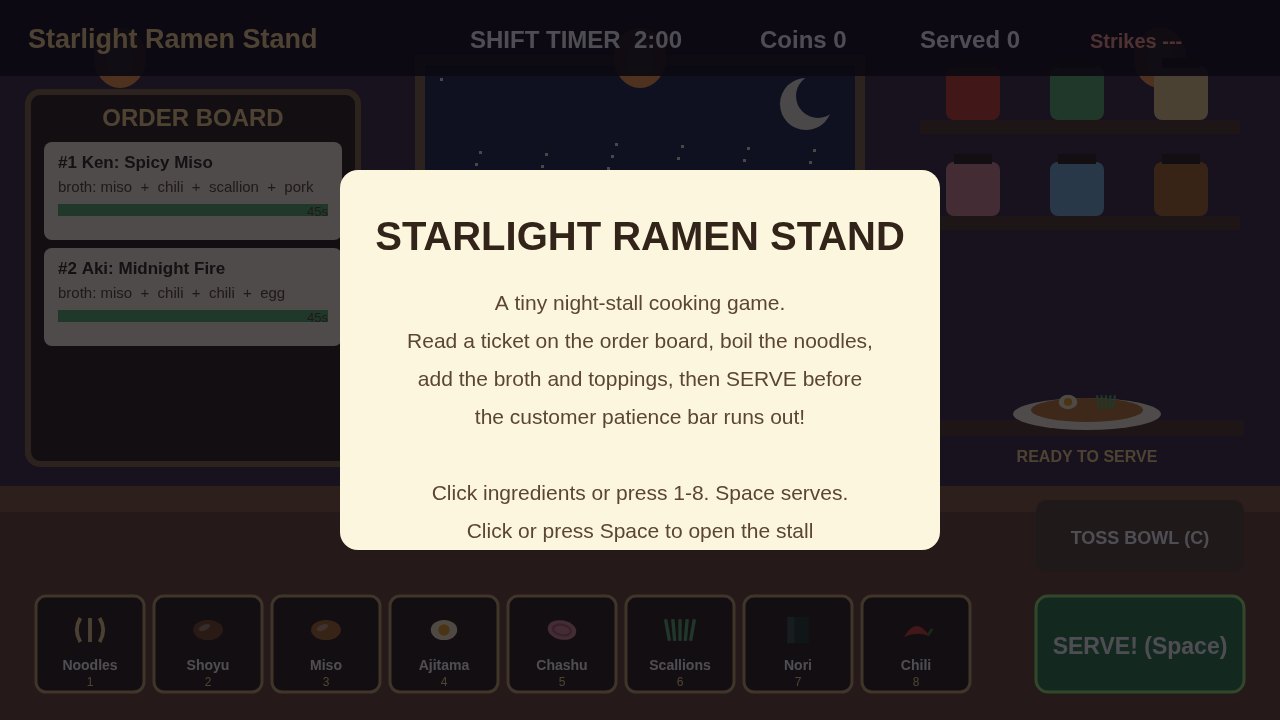 Starlight Ramen Stand
SHIFT TIMER 2:00
Coins 0
Served 0
Strikes ---
ORDER BOARD
#1 Ken: Spicy Miso
broth: miso + chili + scallion + pork
45s
#2 Aki: Midnight Fire
broth: miso + chili + chili + egg
45s
STARLIGHT RAMEN STAND
A tiny night-stall cooking game.
Read a ticket on the order board, boil the noodles,
add the broth and toppings, then SERVE before
the customer patience bar runs out!
Click ingredients or press 1-8. Space serves.
Click or press Space to open the stall
READY TO SERVE
TOSS BOWL (C)
Noodles
1
Shoyu
2
Miso
3
Ajitama
4
Chashu
5
Scallions
6
Nori
7
Chili
8
SERVE! (Space)